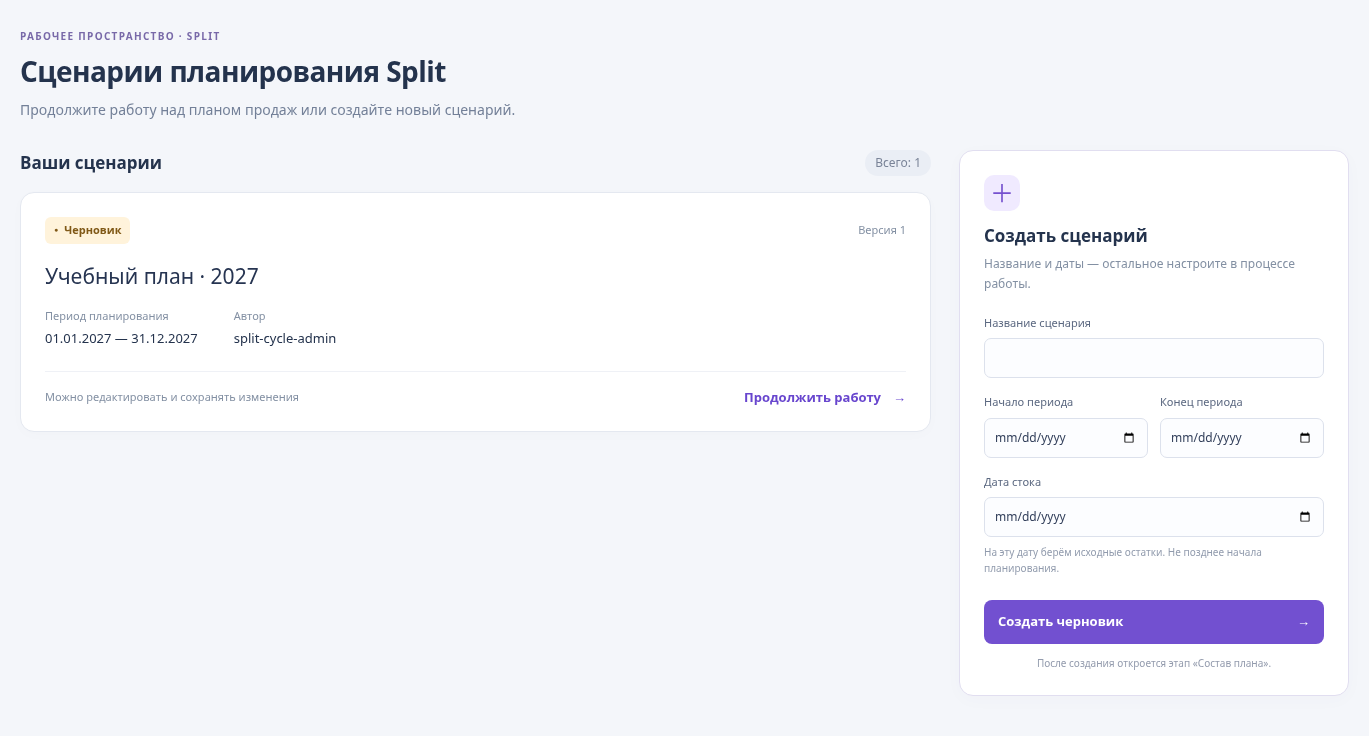 РАБОЧЕЕ ПРОСТРАНСТВО · SPLIT
Сценарии планирования Split
Продолжите работу над планом продаж или создайте новый сценарий.
Ваши сценарии
Всего: 1
• Черновик
Версия 1
Учебный план · 2027
Период планирования
Автор
01.01.2027 — 31.12.2027
split-cycle-admin
Можно редактировать и сохранять изменения
Продолжить работу →
Создать сценарий
Название и даты — остальное настроите в процессе
работы.
Название сценария
Начало периода
Конец периода
mm/dd/yyyy
mm/dd/yyyy
Дата стока
mm/dd/yyyy
На эту дату берём исходные остатки. Не позднее начала
планирования.
Создать черновик →
После создания откроется этап «Состав плана».